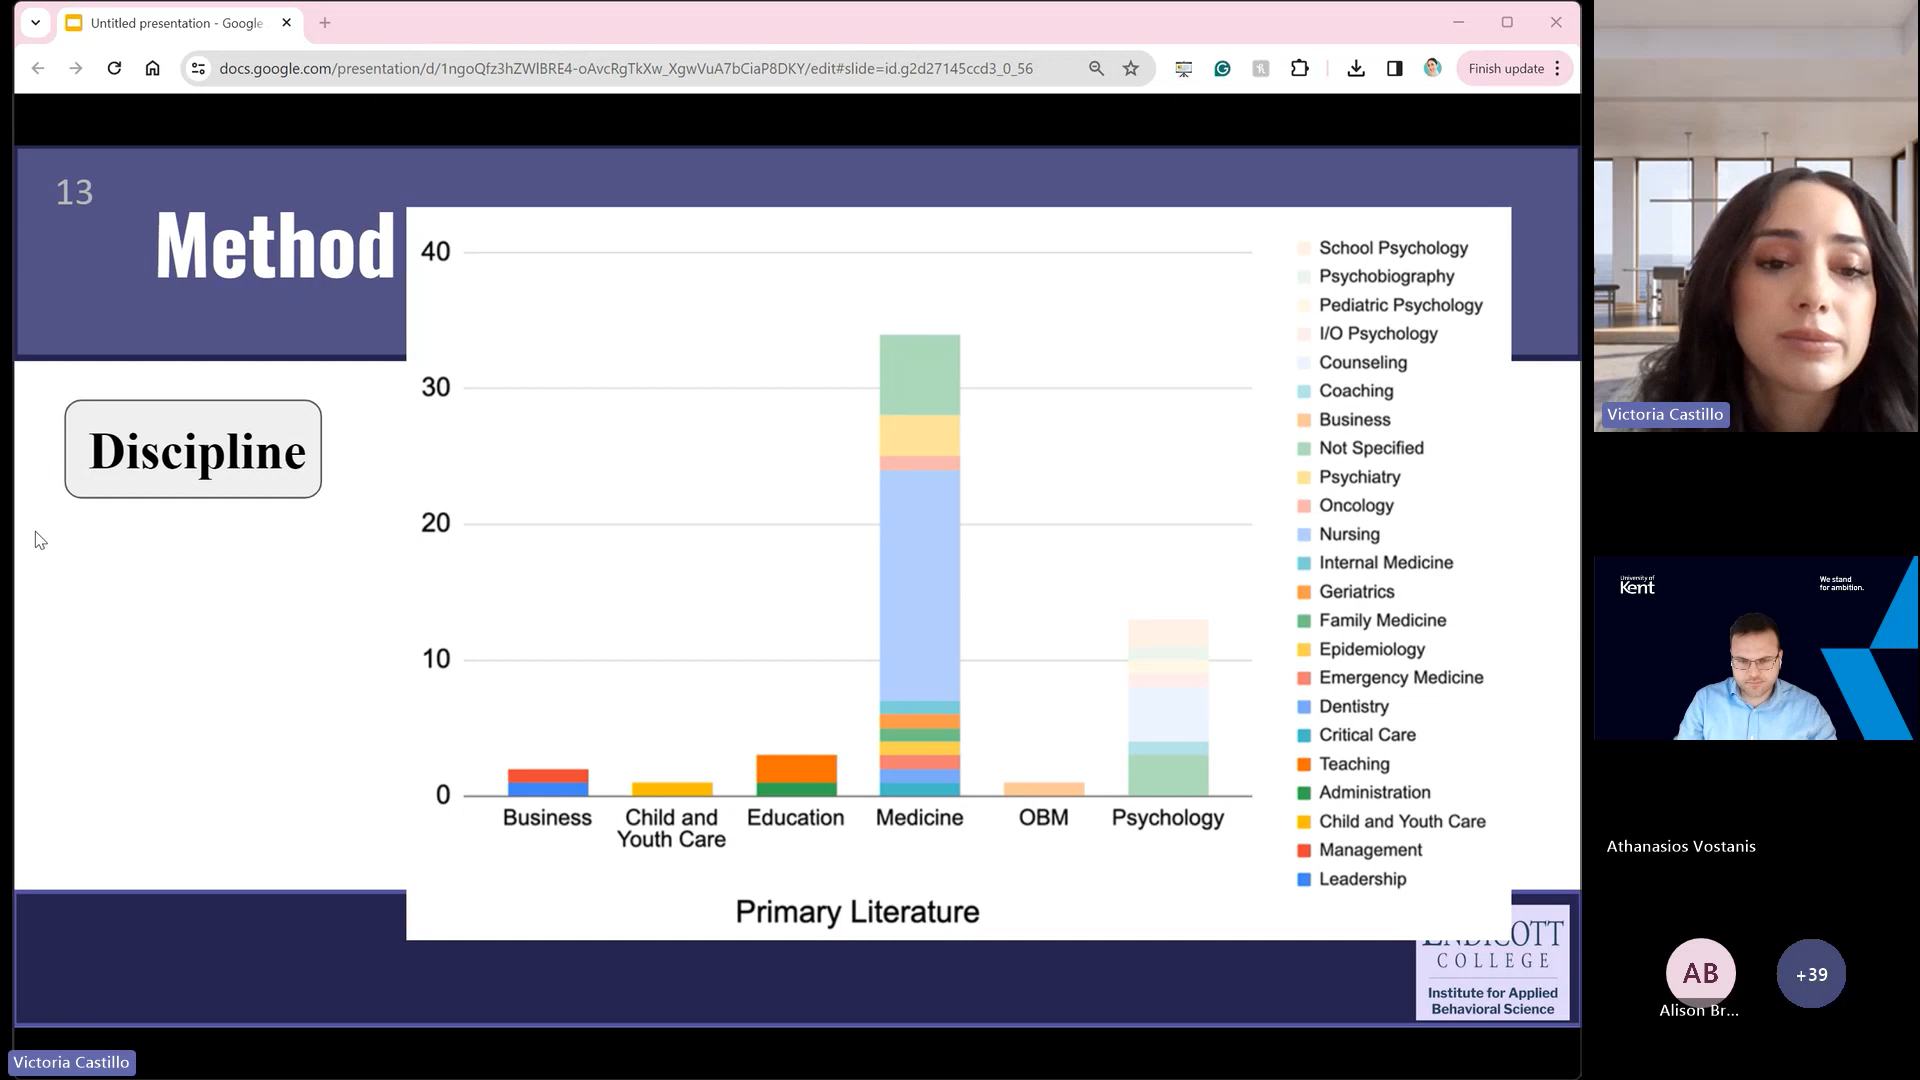 Untitled presentation - Google
docs.google.com/presentation/d/1ngoQfz3hZWlBRE4-oAvcRgTkXw_XgwVuA7bCiaP8DKY/edit#slide=id.g2d27145ccd3_0_56
Finish update
13
Method
Discipline
40
30
20
10
0
Business
Child and
Youth Care
Education
Medicine
OBM
Psychology
Primary Literature
School Psychology
Psychobiography
Pediatric Psychology
I/O Psychology
Counseling
Coaching
Business
Not Specified
Psychiatry
Oncology
Nursing
Internal Medicine
Geriatrics
Family Medicine
Epidemiology
Emergency Medicine
Dentistry
Critical Care
Teaching
Administration
Child and Youth Care
Management
Leadership
ENDICOTT
COLLEGE
Institute for Applied
Behavioral Science
Victoria Castillo
Victoria Castillo
University of
Kent
We stand
for ambition.
Athanasios Vostanis
AB
Alison Br...
+39